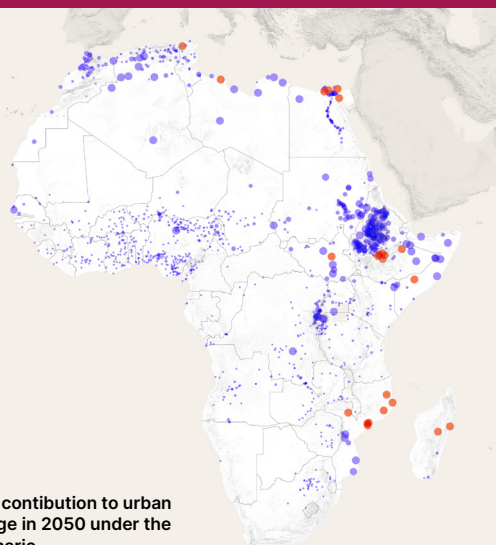 contibution to urban
ge in 2050 under the